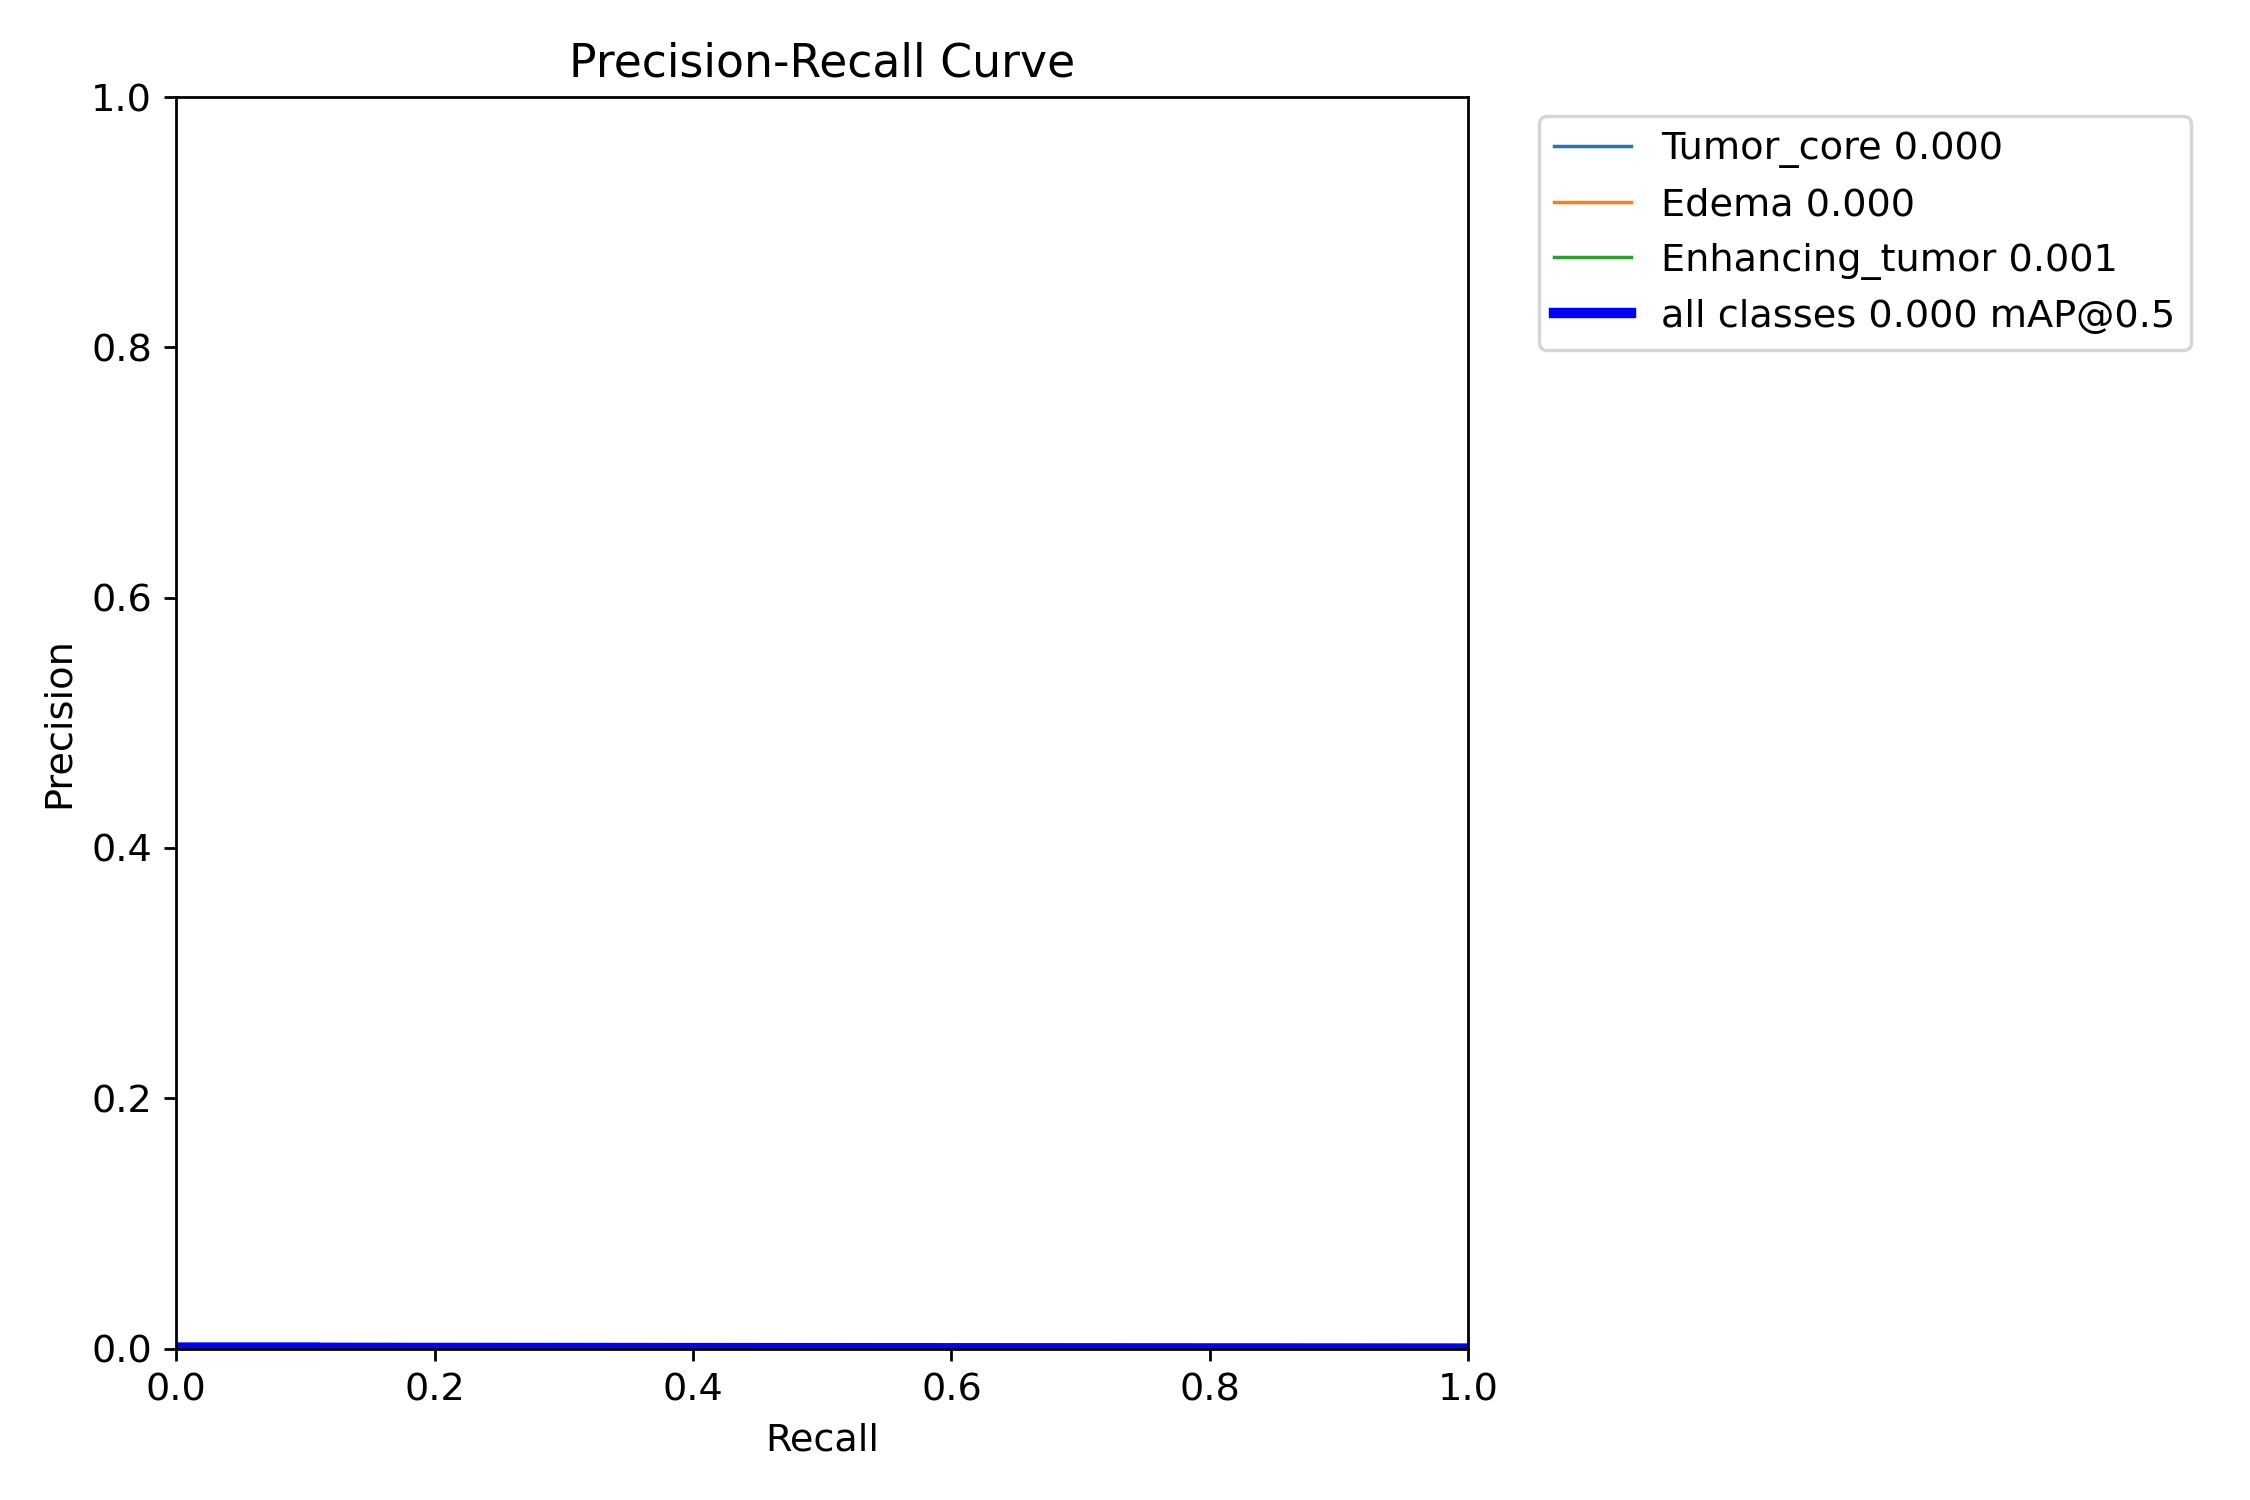 Precision-Recall Curve
1.0
0.8
0.6
0.4
0.2
0.0
Precision
0.0 0.2 0.4 0.6 0.8 1.0
Recall
Tumor_core 0.000
Edema 0.000
Enhancing_tumor 0.001
all classes 0.000 mAP@0.5